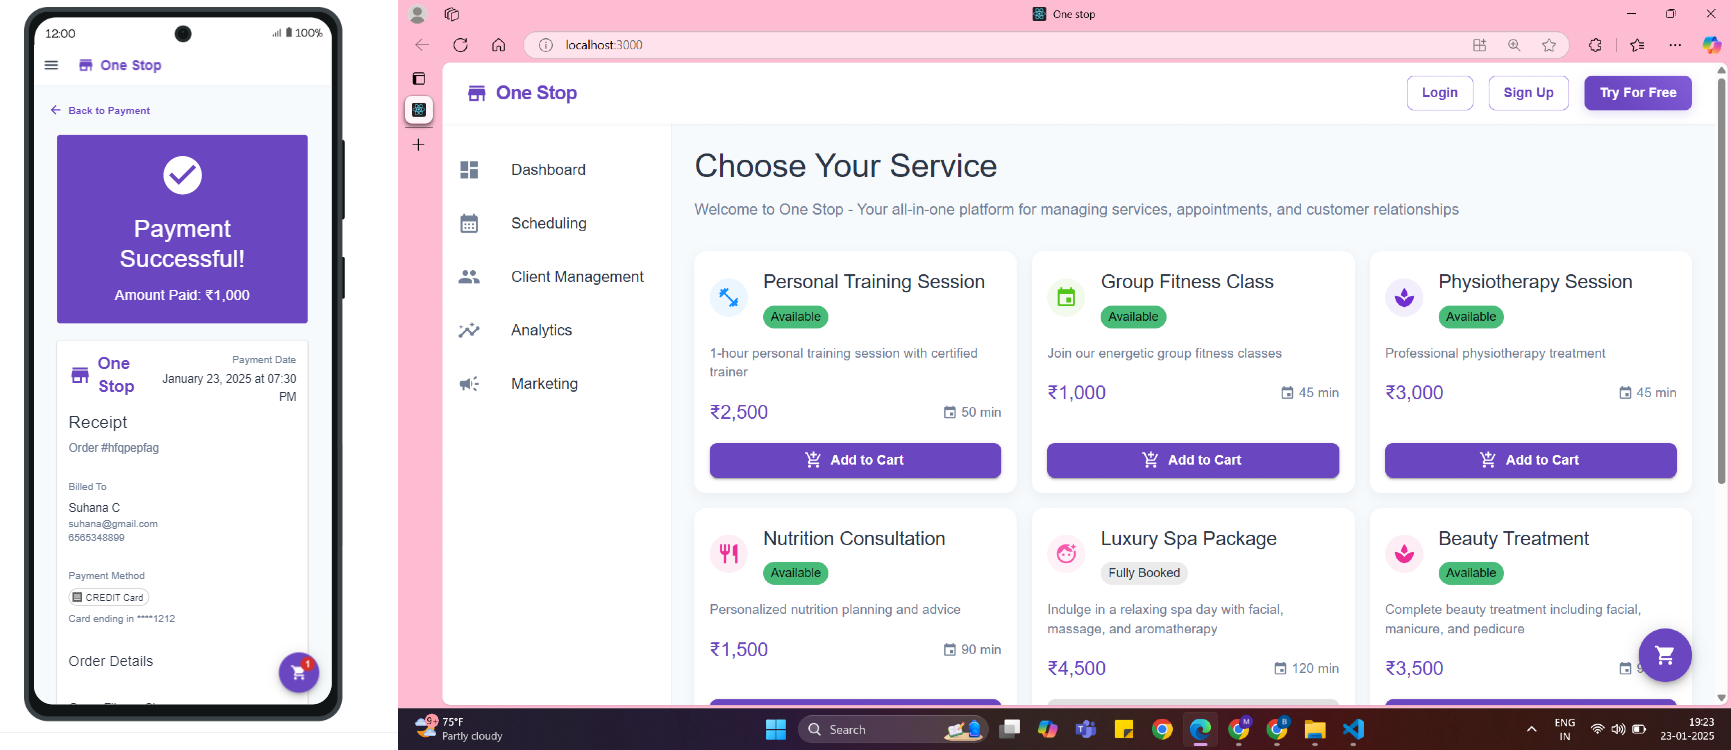 12:00
100%
One Stop
Back to Payment
Payment
Successful!
Amount Paid: ₹1,000
One
Stop
Payment Date
January 23, 2025 at 07:30
PM
Receipt
Order #hfqpepfag
Billed To
Suhana C
suhana@gmail.com
6565348899
Payment Method
CREDIT Card
Card ending in ****1212
Order Details
1
One stop
localhost:3000
One Stop
Login
Sign Up
Try For Free
Dashboard
Scheduling
Client Management
Analytics
Marketing
Choose Your Service
Welcome to One Stop - Your all-in-one platform for managing services, appointments, and customer relationships
Personal Training Session
Available
1-hour personal training session with certified
trainer
₹2,500
50 min
Add to Cart
Group Fitness Class
Available
Join our energetic group fitness classes
₹1,000
45 min
Add to Cart
Physiotherapy Session
Available
Professional physiotherapy treatment
₹3,000
45 min
Add to Cart
Nutrition Consultation
Available
Personalized nutrition planning and advice
₹1,500
90 min
Luxury Spa Package
Fully Booked
Indulge in a relaxing spa day with facial,
massage, and aromatherapy
₹4,500
120 min
Beauty Treatment
Available
Complete beauty treatment including facial,
manicure, and pedicure
₹3,500
9+
75°F
Partly cloudy
Search
M
B
ENG
IN
19:23
23-01-2025